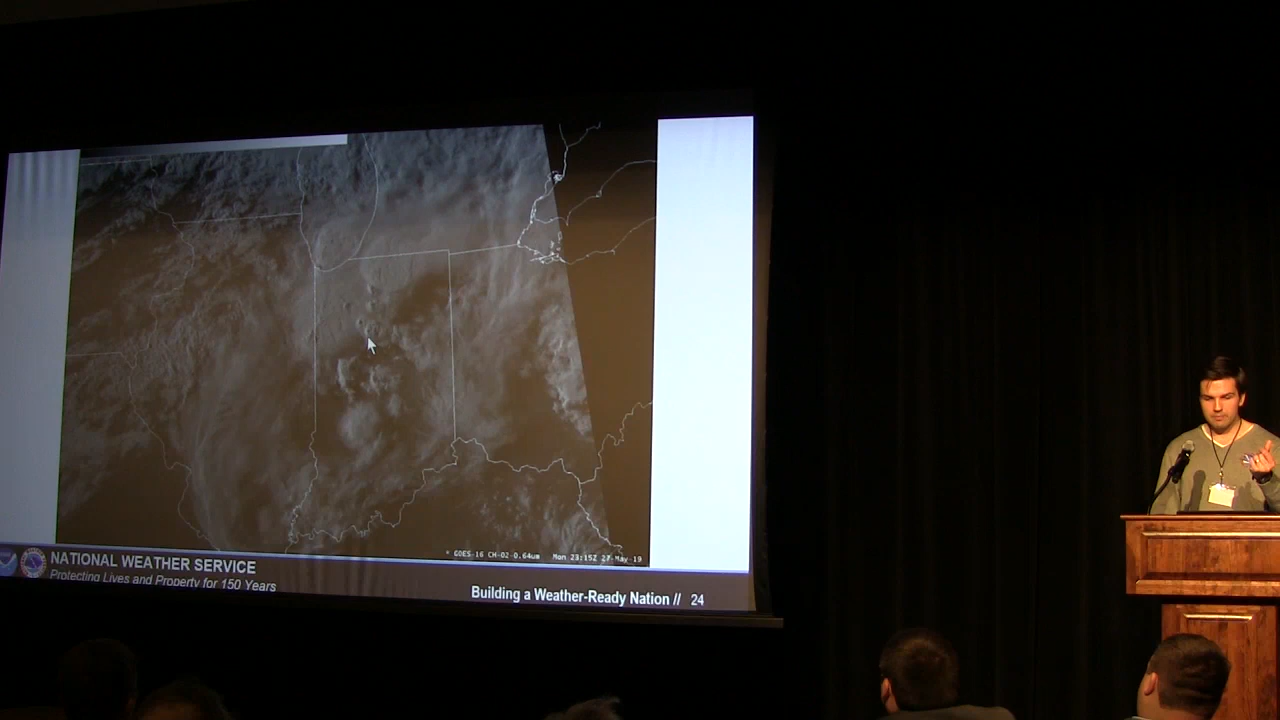 * GOES-16 CH-02-0.64um Mon 23:15Z 27-May-19
NATIONAL WEATHER SERVICE
Protecting Lives and Property for 150 Years
Building a Weather-Ready Nation // 24